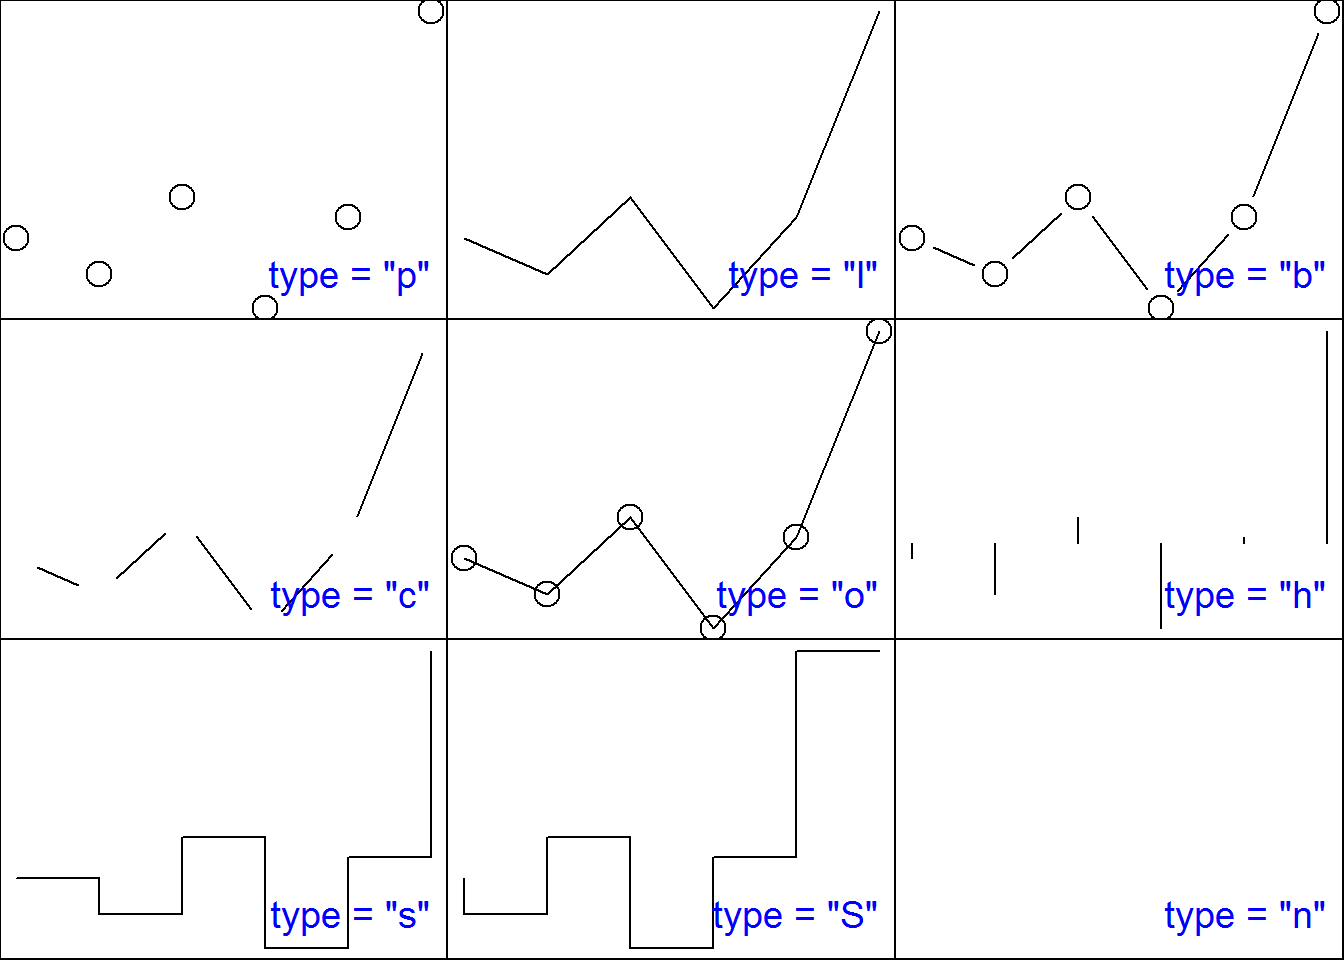 type = "p"
type = "l"
type = "b"
type = "c"
type = "o"
type = "h"
type = "s"
type = "S"
type = "n"